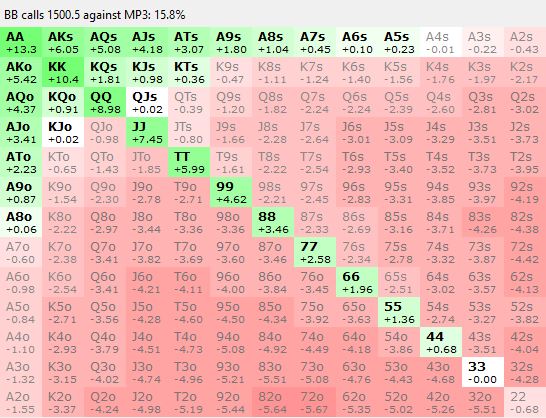 BB calls 1500.5 against MP3: 15.8%
AA AKs AQs AJs ATs A9s A8s A7s A6s A5s A4s A3s A2s
+13.3 +6.05 +5.08 +4.18 +3.07 +1.80 +1.04 +0.45 +0.10 +0.23 -0.01 -0.22 -0.43
AKo KK KQs KJs KTs K9s K8s K7s K6s K5s K4s K3s K2s
+5.42 +10.4 +1.81 +0.98 +0.36 -0.47 -1.11 -1.24 -1.40 -1.56 -1.76 -1.97 -2.17
AQo KQo QQ QJs QTs Q9s Q8s Q7s Q6s Q5s Q4s Q3s Q2s
+4.37 +0.91 +8.98 +0.02 -0.39 -1.20 -1.82 -2.24 -2.24 -2.39 -2.60 -2.81 -3.02
AJo KJo QJo JJ JTs J9s J8s J7s J6s J5s J4s J3s J2s
+3.41 +0.02 -0.98 +7.45 -0.80 -1.66 -2.28 -2.64 -3.01 -3.09 -3.29 -3.51 -3.73
ATo KTo QTo JTo TT T9s T8s T7s T6s T5s T4s T3s T2s
+2.23 -0.65 -1.43 -1.85 +5.99 -1.61 -2.22 -2.54 -2.93 -3.40 -3.52 -3.73 -3.95
A9o K9o Q9o J9o T9o 99 98s 97s 96s 95s 94s 93s 92s
+0.87 -1.54 -2.30 -2.78 -2.71 +4.62 -2.21 -2.45 -2.83 -3.31 -3.85 -3.97 -4.19
A8o K8o Q8o J8o T8o 98o 88 87s 86s 85s 84s 83s 82s
+0.06 -2.22 -2.97 -3.44 -3.36 -3.36 +3.46 -2.33 -2.69 -3.16 -3.71 -4.26 -4.38
A7o K7o Q7o J7o T7o 97o 87o 77 76s 75s 74s 73s 72s
-0.60 -2.38 -3.41 -3.82 -3.69 -3.60 -3.46 +2.58 -2.34 -2.78 -3.32 -3.87 -4.42
A6o K6o Q6o J6o T6o 96o 86o 76o 66 65s 64s 63s 62s
-0.98 -2.54 -3.41 -4.21 -4.11 -4.00 -3.84 -3.46 +1.96 -2.51 -3.02 -3.57 -4.13
A5o K5o Q5o J5o T5o 95o 85o 75o 65o 55 54s 53s 52s
-0.84 -2.71 -3.56 -4.28 -4.60 -4.50 -4.34 -3.92 -3.63 +1.36 -2.74 -3.27 -3.82
A4o K4o Q4o J4o T4o 94o 84o 74o 64o 54o 44 43s 42s
-1.10 -2.93 -3.79 -4.51 -4.73 -5.08 -4.92 -4.49 -4.18 -3.86 +0.68 -3.51 -4.04
A3o K3o Q3o J3o T3o 93o 83o 73o 63o 53o 43o 33 32s
-1.32 -3.15 -4.02 -4.74 -4.96 -5.21 -5.51 -5.08 -4.76 -4.43 -4.68 -0.00 -4.28
A2o K2o Q2o J2o T2o 92o 82o 72o 62o 52o 42o 32o 22
-1.55 -3.37 -4.24 -4.98 -5.19 -5.44 -5.64 -5.67 -5.35 -5.02 -5.26 -5.51 -0.68